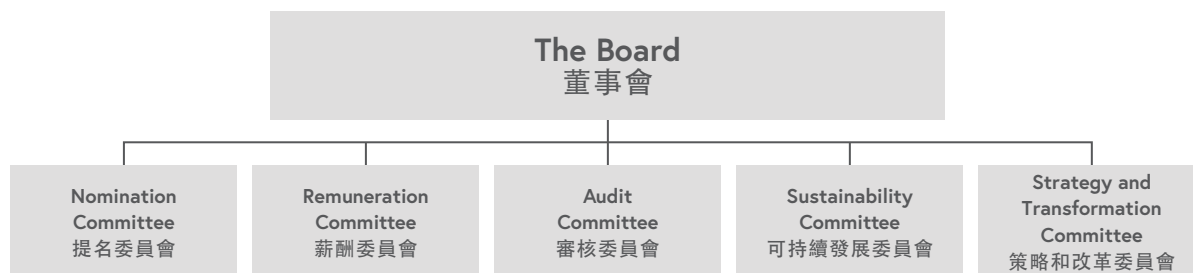 The Board
董事會
Nomination
Committee
提名委員會
Remuneration
Committee
薪酬委員會
Audit
Committee
審核委員會
Sustainability
Committee
可持續發展委員會
Strategy and
Transformation
Committee
策略和改革委員會